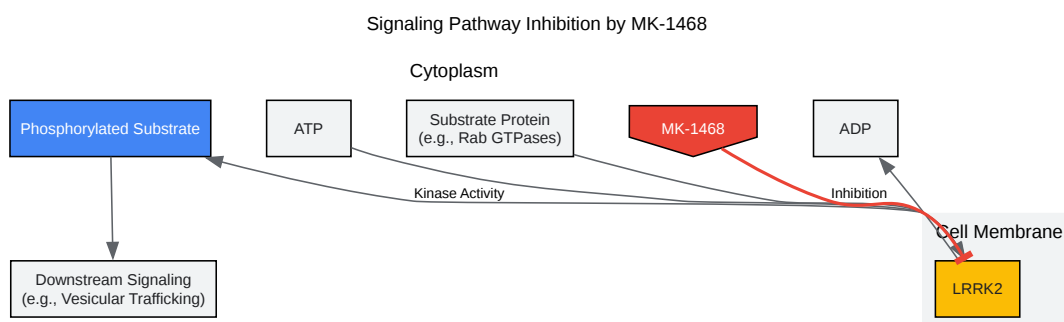 Signaling Pathway Inhibition by MK-1468
Cytoplasm
Phosphorylated Substrate
ATP
Substrate Protein
(e.g., Rab GTPases)
MK-1468
ADP
Kinase Activity
Inhibition
Cell Membrane
Downstream Signaling
(e.g., Vesicular Trafficking)
LRRK2